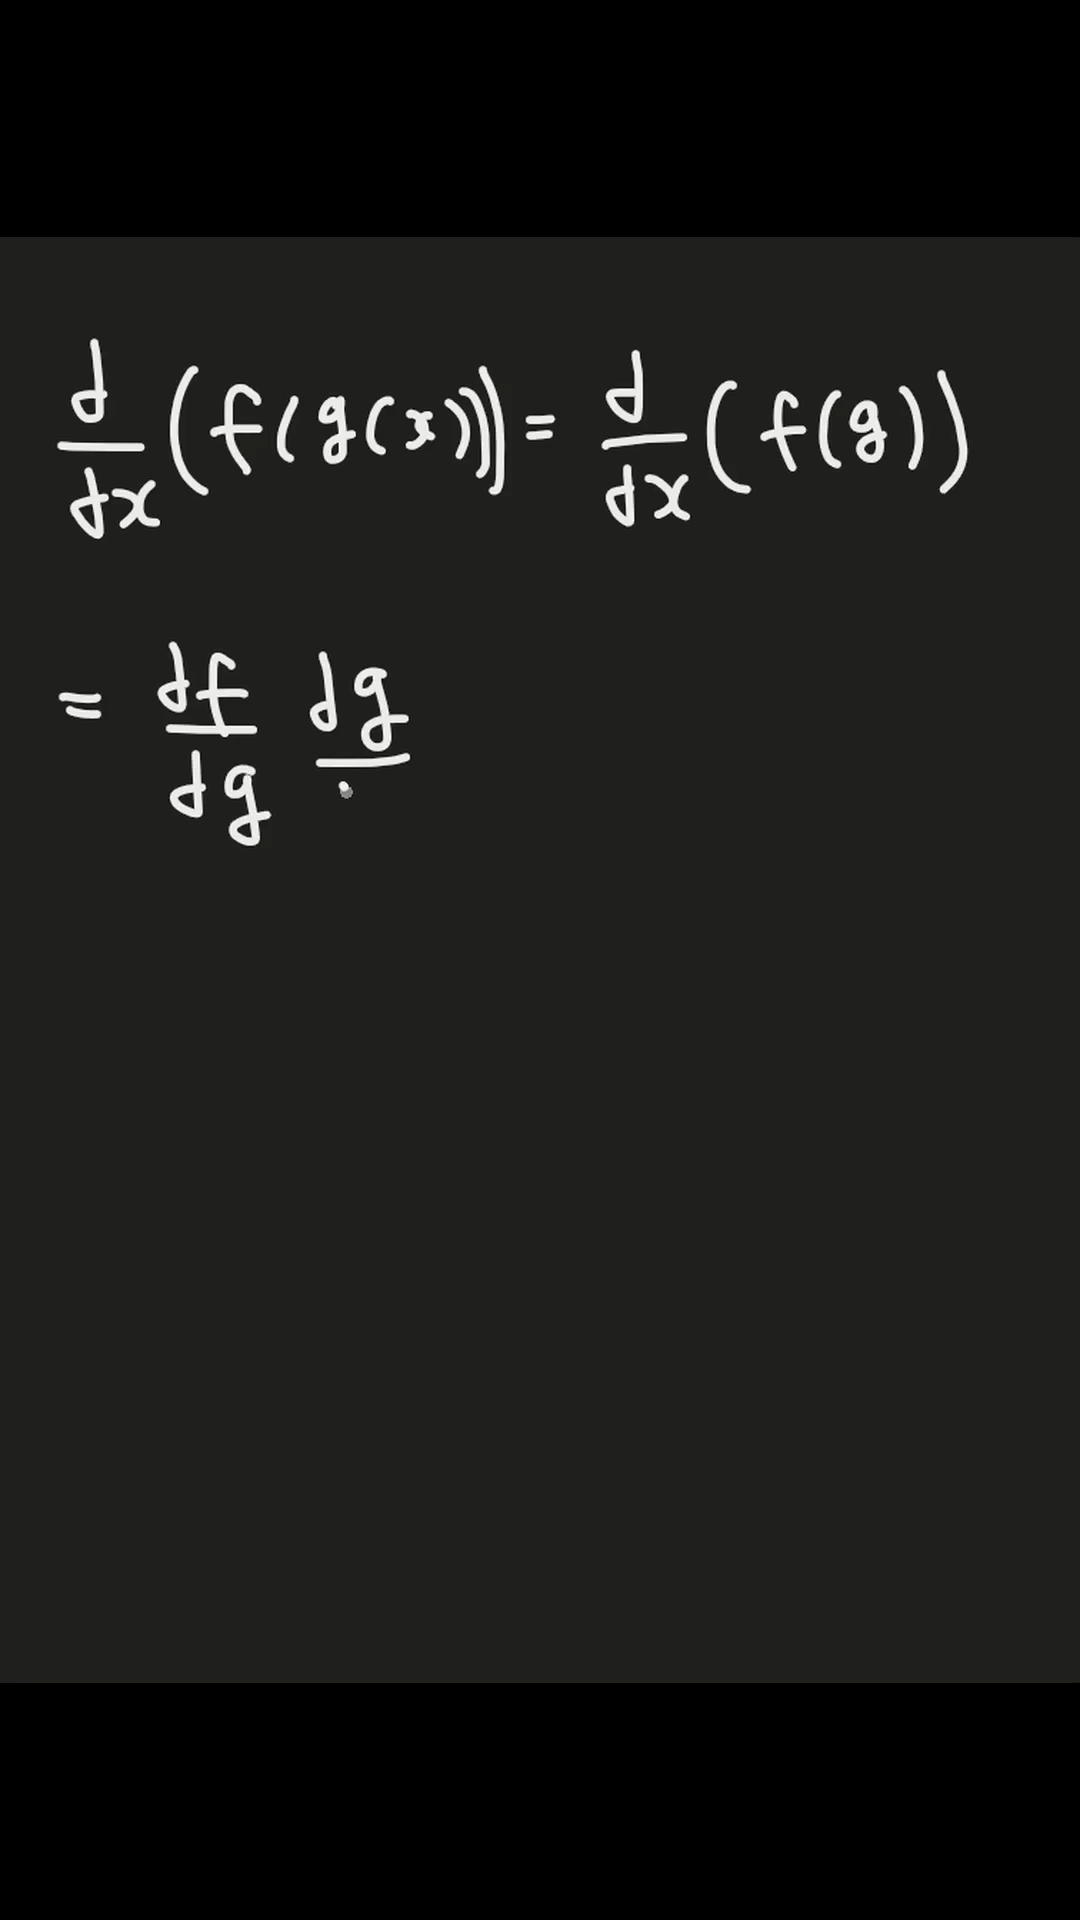 d/dx (f(g(x))) = d/dx (f(g))
= df/dg dg/